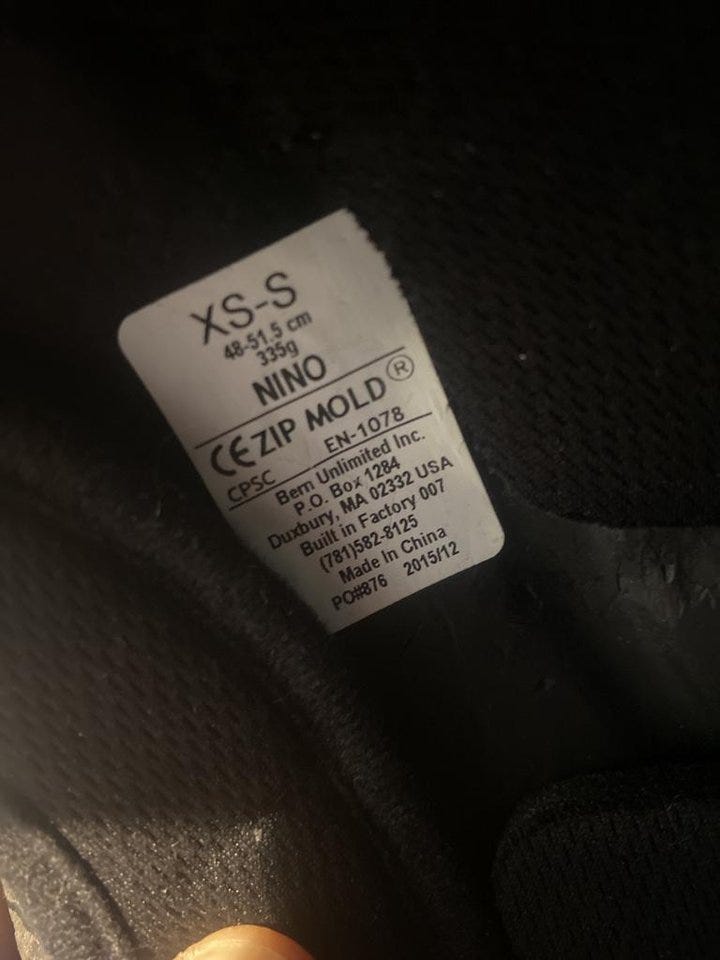 XS-S
48-51.5 cm
335g
NINO
CE ZIP MOLD®
CPSC EN-1078
Bern Unlimited Inc.
P.O. Box 1284
Duxbury, MA 02332 USA
Built in Factory 007
(781)582-8125
Made In China
PO#876 2015/12